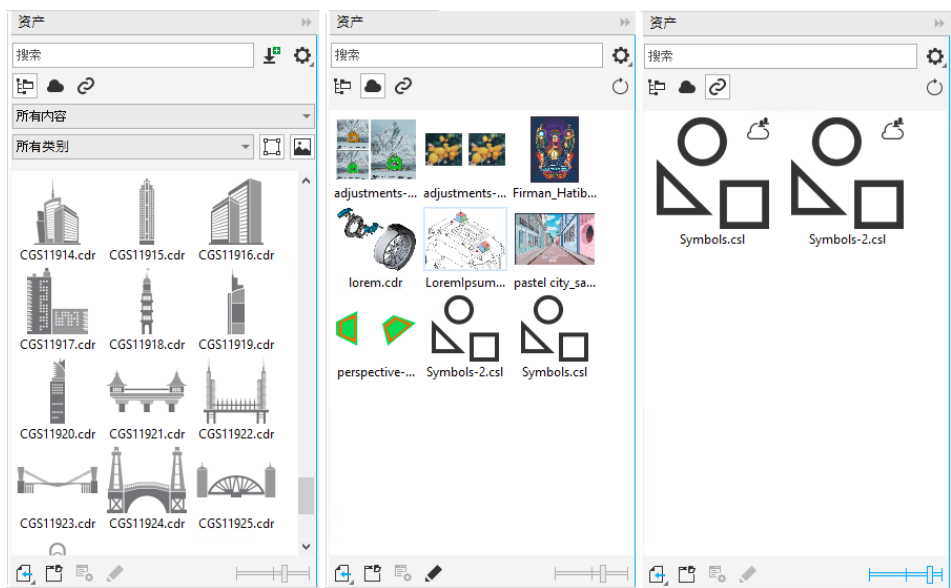 资产
搜索
所有内容
所有类别
CGS11914.cdr CGS11915.cdr CGS11916.cdr
CGS11917.cdr CGS11918.cdr CGS11919.cdr
CGS11920.cdr CGS11921.cdr CGS11922.cdr
CGS11923.cdr CGS11924.cdr CGS11925.cdr
资产
搜索
adjustments-... adjustments-... Firman_Hatib...
lorem.cdr LoremIpsum... pastel city_sa...
perspective-... Symbols-2.csl Symbols.csl
资产
搜索
Symbols.csl Symbols-2.csl